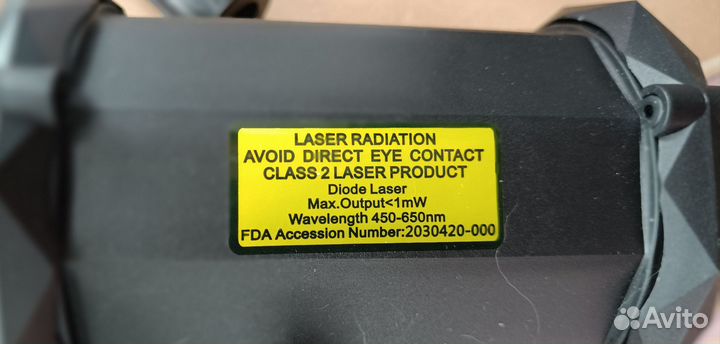 LASER RADIATION
AVOID DIRECT EYE CONTACT
CLASS 2 LASER PRODUCT
Diode Laser
Max.Output<1mW
Wavelength 450-650nm
FDA Accession Number:2030420-000
Avito